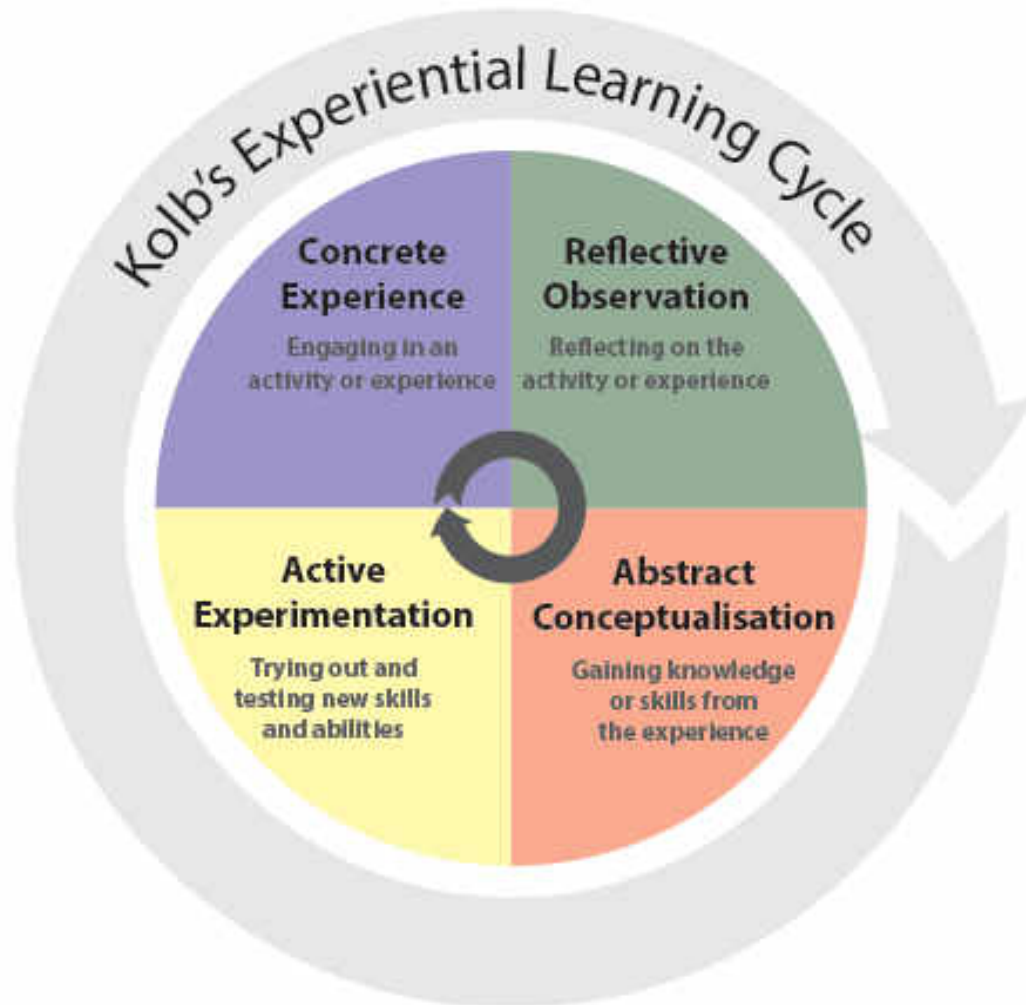 Kolb's Experiential Learning Cycle
Concrete
Experience
Engaging in an
activity or experience
Reflective
Observation
Reflecting on the
activity or experience
Active
Experimentation
Trying out and
testing new skills
and abilities
Abstract
Conceptualisation
Gaining knowledge
or skills from
the experience